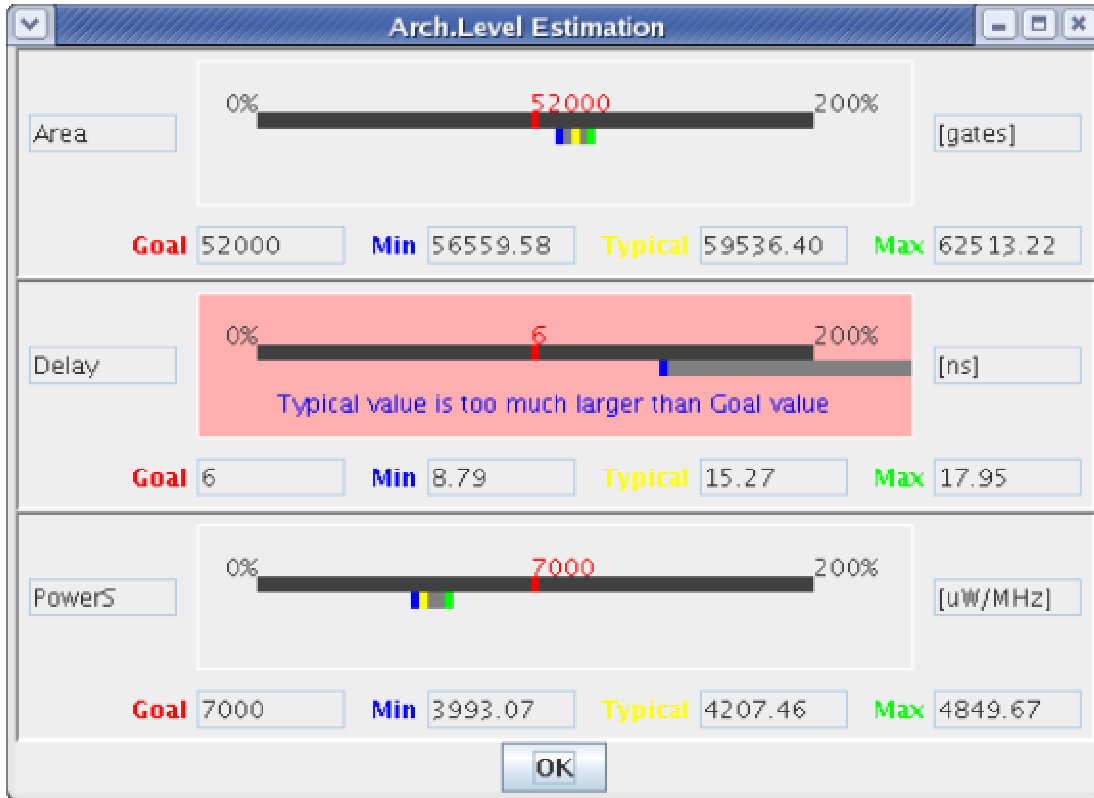 Arch.Level Estimation
0% 52000 200%
Area [gates]
Goal 52000 Min 56559.58 Typical 59536.40 Max 62513.22
0% 6 200%
Delay [ns]
Typical value is too much larger than Goal value
Goal 6 Min 8.79 Typical 15.27 Max 17.95
0% 7000 200%
PowerS [uW/MHz]
Goal 7000 Min 3993.07 Typical 4207.46 Max 4849.67
OK